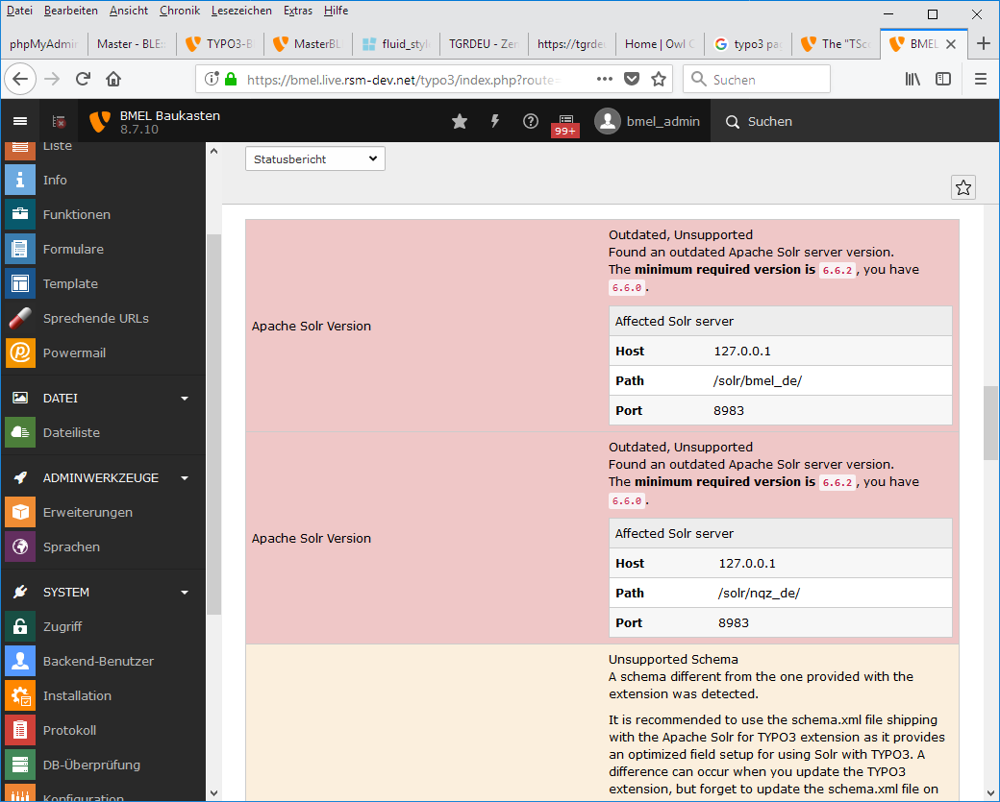 Datei Bearbeiten Ansicht Chronik Lesezeichen Extras Hilfe
phpMyAdmi Master - BLE: TYPO3-B MasterBL fluid_style TGRDEU - Zen https://tgrdeu Home | Owl C typo3 pag The "TSco BMEL
https://bmel.live.rsm-dev.net/typo3/index.php?route= Suchen
BMEL Baukasten
8.7.10
99+
bmel_admin
Suchen
Liste
Info
Funktionen
Formulare
Template
Sprechende URLs
Powermail
DATEI
Dateiliste
ADMINWERKZEUGE
Erweiterungen
Sprachen
SYSTEM
Zugriff
Backend-Benutzer
Installation
Protokoll
DB-Überprüfung
Konfiguration
Statusbericht
Apache Solr Version
Outdated, Unsupported
Found an outdated Apache Solr server version.
The minimum required version is 6.6.2, you have
6.6.0.
Affected Solr server
Host 127.0.0.1
Path /solr/bmel_de/
Port 8983
Apache Solr Version
Outdated, Unsupported
Found an outdated Apache Solr server version.
The minimum required version is 6.6.2, you have
6.6.0.
Affected Solr server
Host 127.0.0.1
Path /solr/nqz_de/
Port 8983
Unsupported Schema
A schema different from the one provided with the
extension was detected.
It is recommended to use the schema.xml file shipping
with the Apache Solr for TYPO3 extension as it provides
an optimized field setup for using Solr with TYPO3. A
difference can occur when you update the TYPO3
extension, but forget to update the schema.xml file on